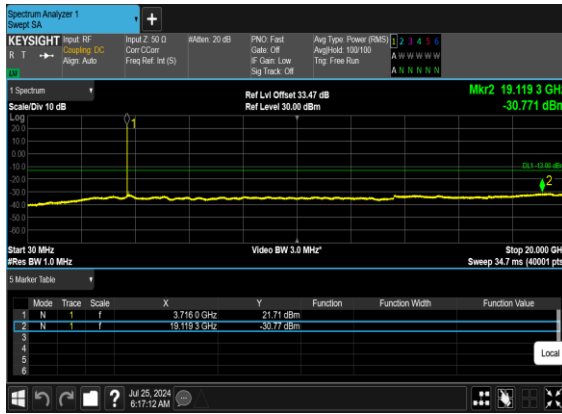 Spectrum Analyzer 1
Swept SA
+
KEYSIGHT Input: RF Input Z: 50 Ω #Atten: 20 dB PNO: Fast Avg Type: Power (RMS) 1 2 3 4 5 6
R T Coupling: DC Corr CCorr Gate: Off Avg|Hold: 100/100 A W W W W W
Align: Auto Freq Ref: Int (S) IF Gain: Low Trig: Free Run
Sig Track: Off A N N N N N
LXI
1 Spectrum Ref Lvl Offset 33.47 dB Mkr2 19.119 3 GHz
Scale/Div 10 dB Ref Level 30.00 dBm -30.771 dBm
Log
1
20.0
10.0
0.00
-10.0
DL1 -13.00 dBm
-20.0
2
-30.0
-40.0
-50.0
-60.0
Start 30 MHz Video BW 3.0 MHz* Stop 20.000 GH
#Res BW 1.0 MHz Sweep 34.7 ms (40001 pts
5 Marker Table
Mode Trace Scale X Y Function Function Width Function Value
1 N 1 f 3.716 0 GHz 21.71 dBm
2 N 1 f 19.119 3 GHz -30.77 dBm
3
4
5
6
Local
? Jul 25, 2024
6:17:12 AM